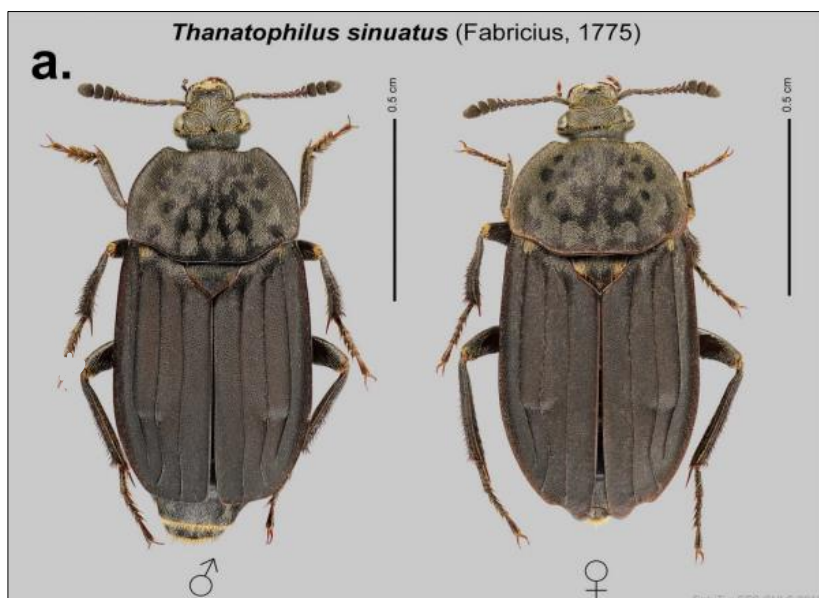 Thanatophilus sinuatus (Fabricius, 1775)
a.
0.5 cm
0.5 cm
♂
♀